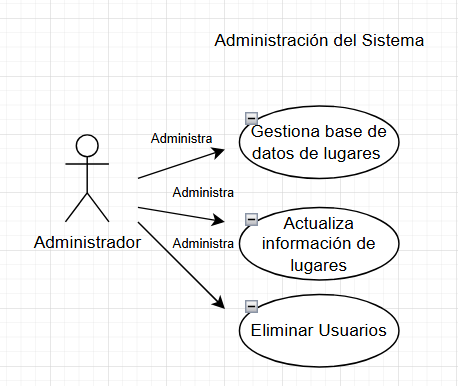 Administración del Sistema
Administra
Gestiona base de
datos de lugares
Administra
Actualiza
información de
lugares
Administra
Administrador
Eliminar Usuarios